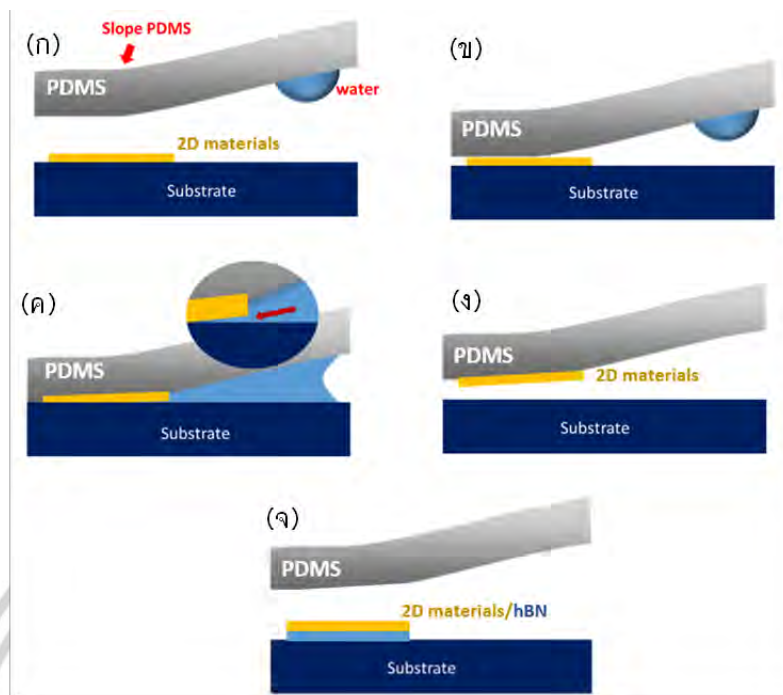 (ก)
Slope PDMS
PDMS
water
2D materials
Substrate
(ข)
PDMS
Substrate
(ค)
PDMS
Substrate
(ง)
PDMS
2D materials
Substrate
(จ)
PDMS
2D materials/hBN
Substrate